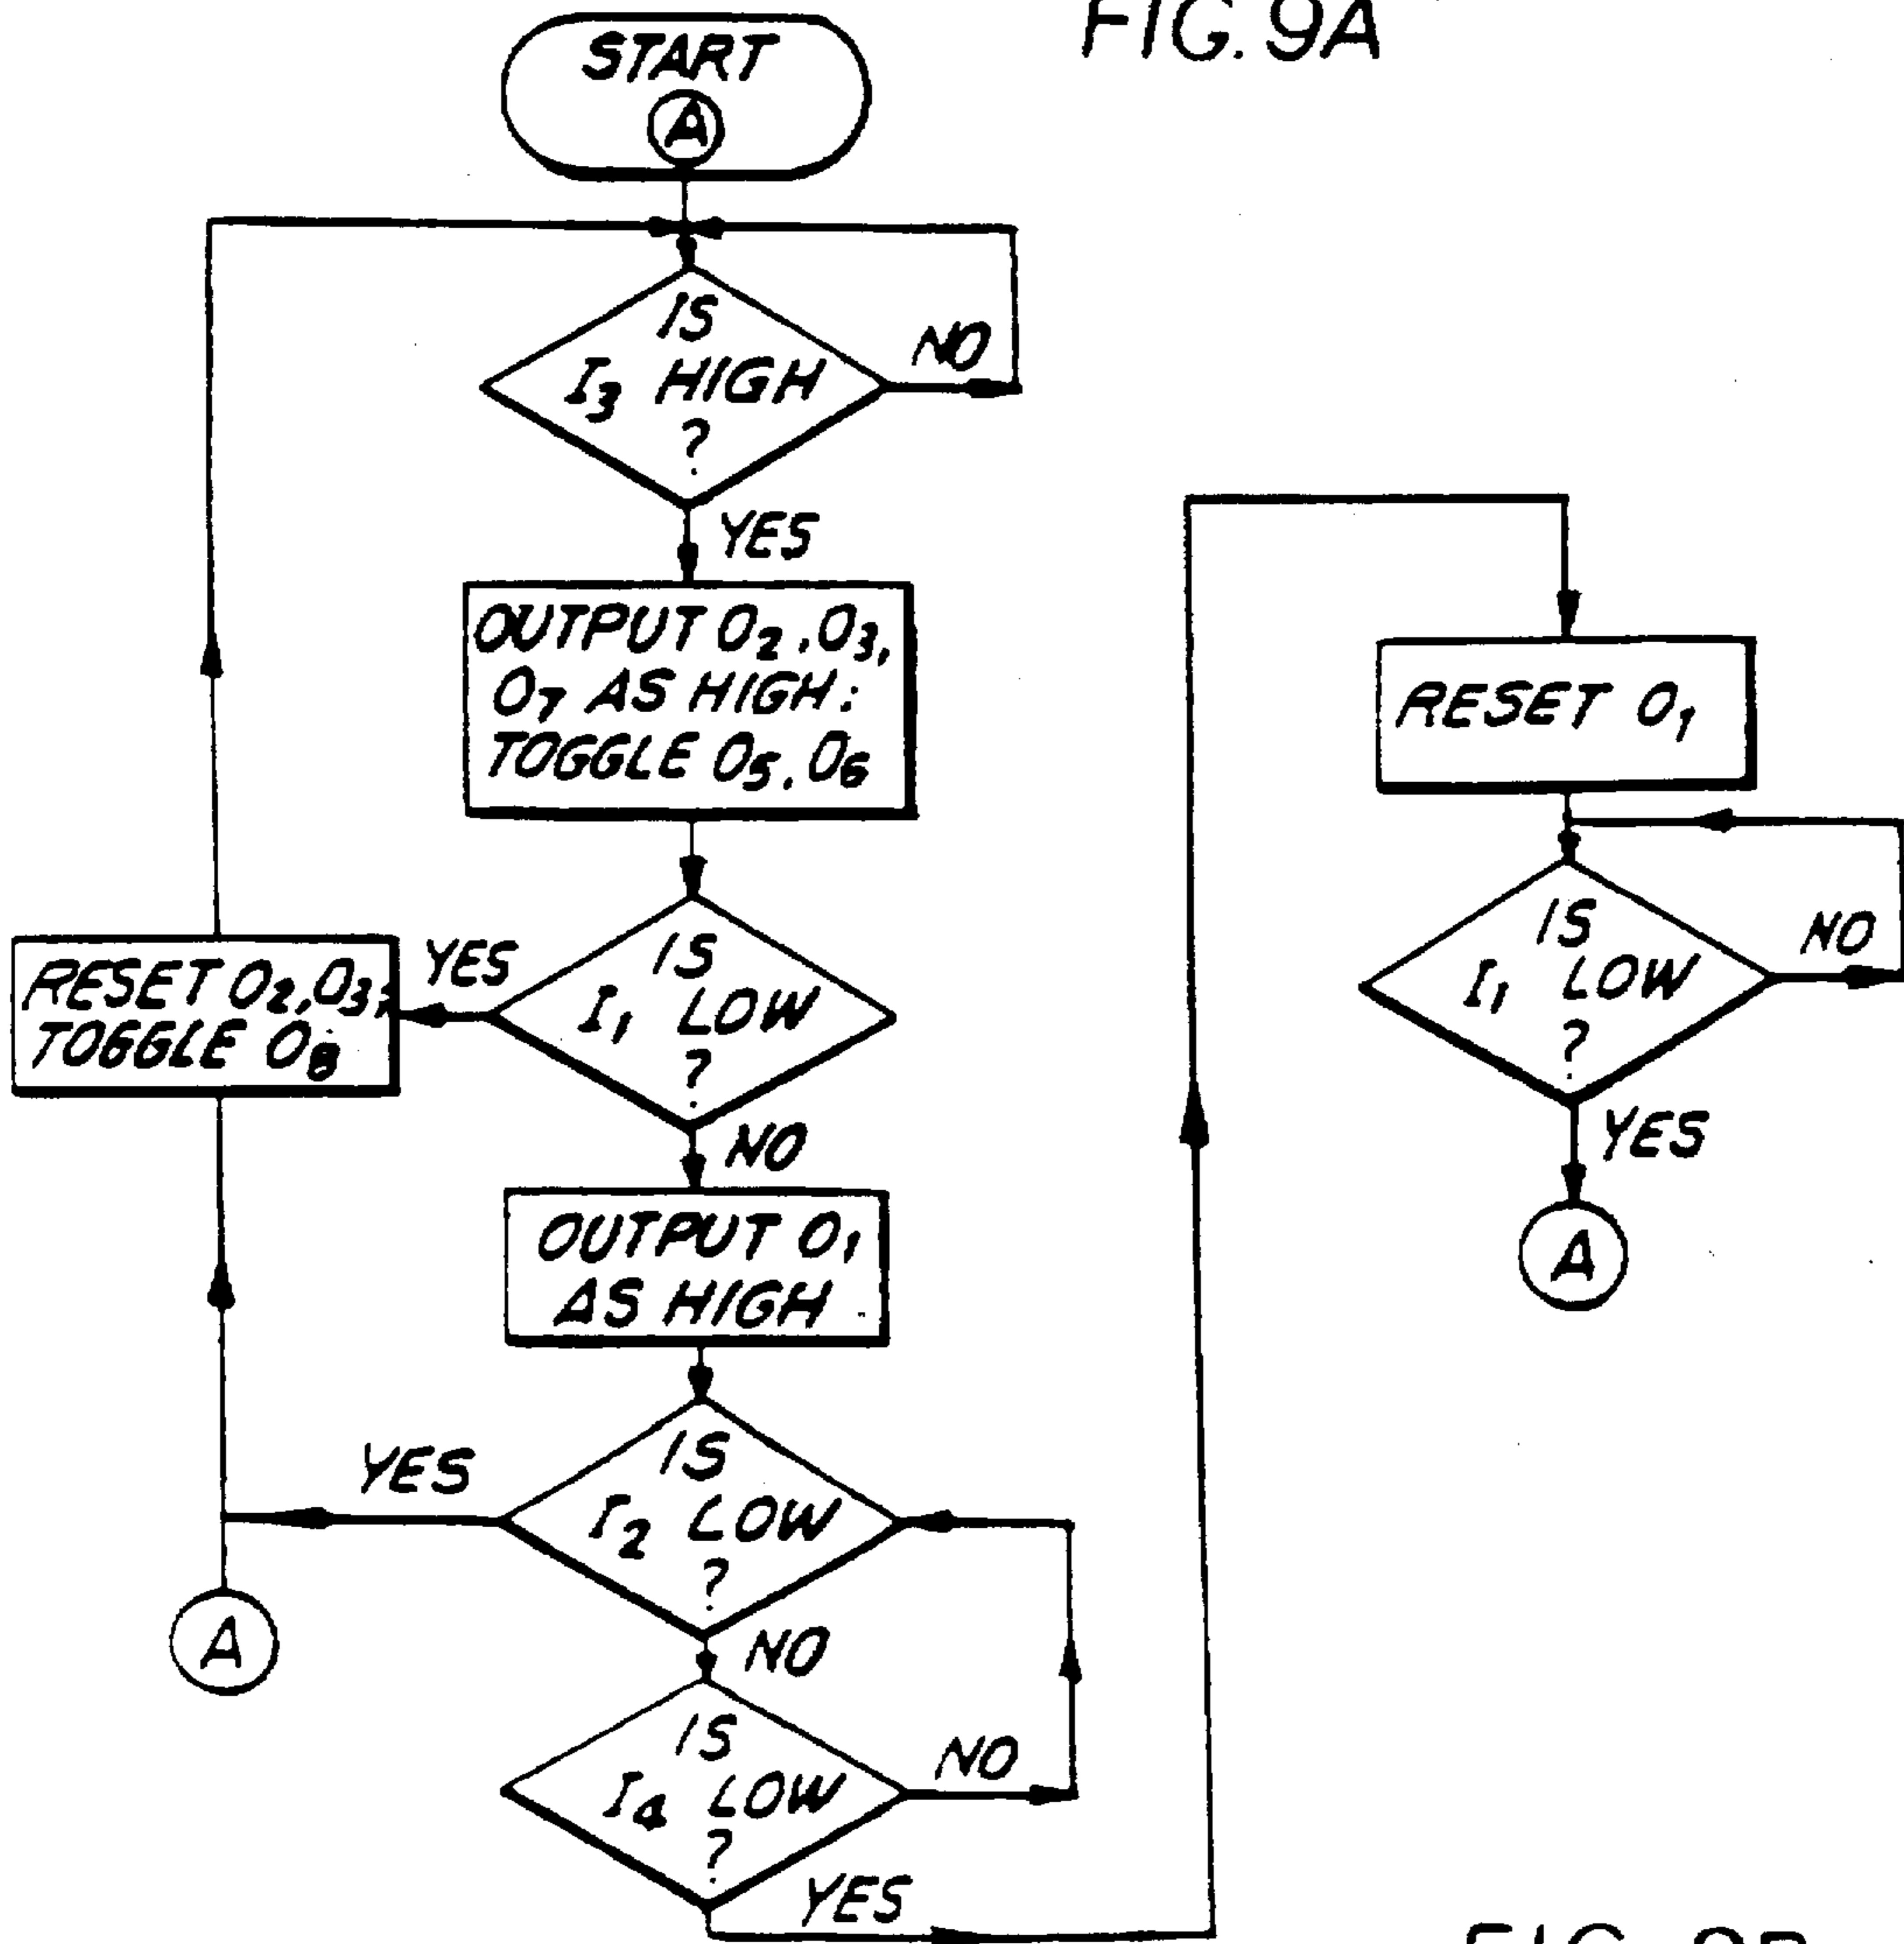 FIG. 9A
START
A
IS
I3 HIGH
?
NO
YES
OUTPUT O2, O3,
O7 AS HIGH:
TOGGLE O5, O6
IS
I1 LOW
?
YES
RESET O2, O3;
TOGGLE O8
NO
OUTPUT O1
AS HIGH
IS
I2 LOW
?
YES
A
NO
IS
I4 LOW
?
NO
YES
RESET O1
IS
I1 LOW
?
NO
YES
A